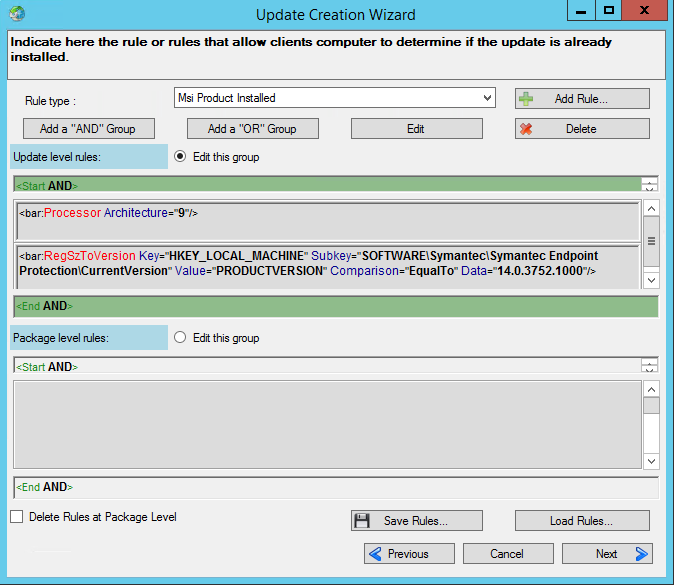 Update Creation Wizard
Indicate here the rule or rules that allow clients computer to determine if the update is already
installed.
Rule type :
Msi Product Installed
Add Rule...
Add a "AND" Group
Add a "OR" Group
Edit
Delete
Update level rules:
Edit this group
<Start AND>
<bar:Processor Architecture="9"/>
<bar:RegSzToVersion Key="HKEY_LOCAL_MACHINE" Subkey="SOFTWARE\Symantec\Symantec Endpoint
Protection\CurrentVersion" Value="PRODUCTVERSION" Comparison="EqualTo" Data="14.0.3752.1000"/>
<End AND>
Package level rules:
Edit this group
<Start AND>
<End AND>
Delete Rules at Package Level
Save Rules...
Load Rules...
Previous
Cancel
Next